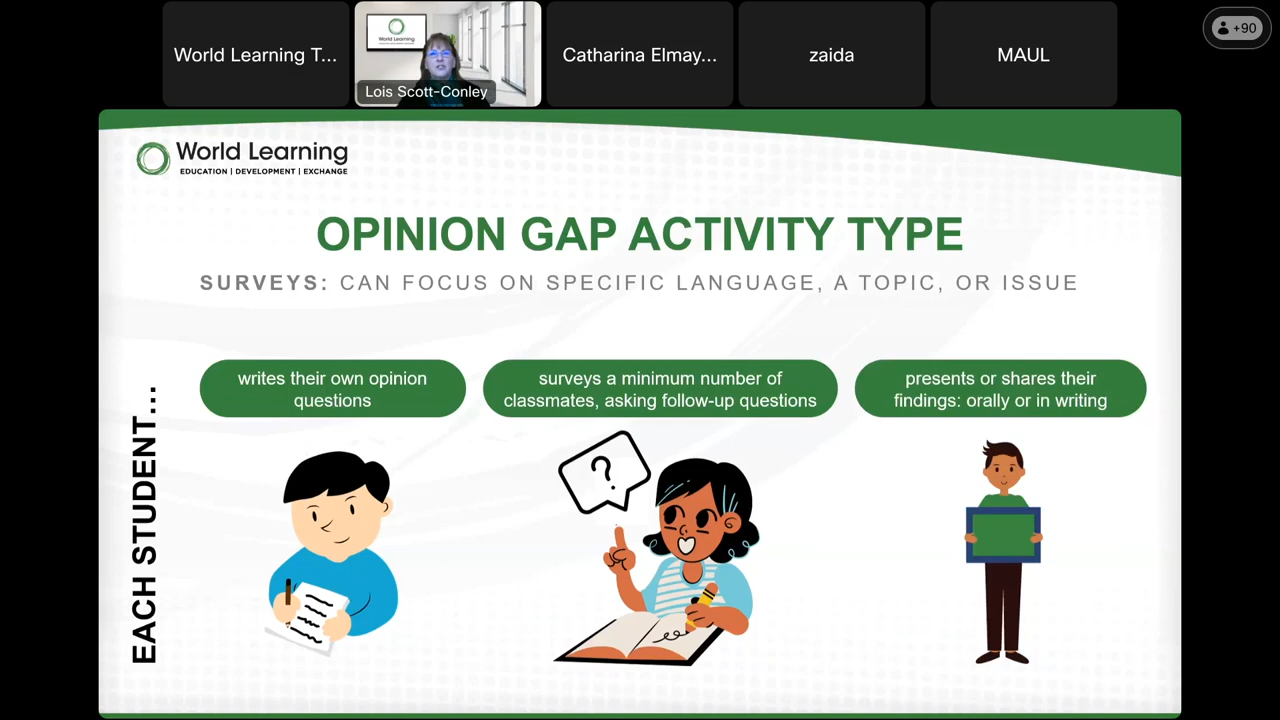 World Learning T...
World Learning
Lois Scott-Conley
Catharina Elmay...
zaida
MAUL
+90
World Learning
EDUCATION | DEVELOPMENT | EXCHANGE
OPINION GAP ACTIVITY TYPE
SURVEYS: CAN FOCUS ON SPECIFIC LANGUAGE, A TOPIC, OR ISSUE
EACH STUDENT...
writes their own opinion
questions
surveys a minimum number of
classmates, asking follow-up questions
presents or shares their
findings: orally or in writing
?